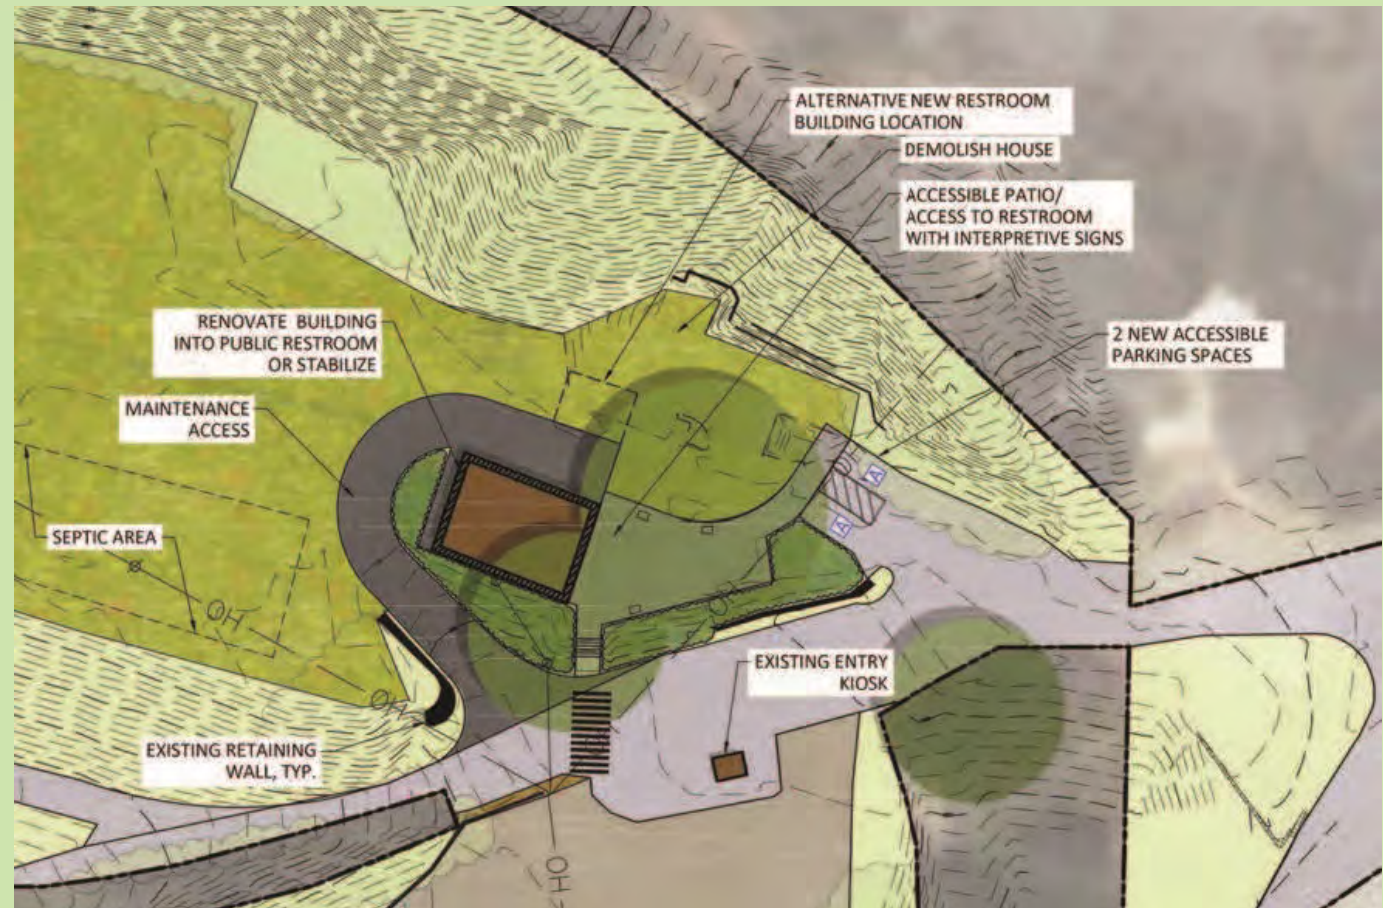 ALTERNATIVE NEW RESTROOM
BUILDING LOCATION
DEMOLISH HOUSE
ACCESSIBLE PATIO/
ACCESS TO RESTROOM
WITH INTERPRETIVE SIGNS
RENOVATE BUILDING
INTO PUBLIC RESTROOM
OR STABILIZE
2 NEW ACCESSIBLE
PARKING SPACES
MAINTENANCE
ACCESS
A
A
SEPTIC AREA
OH
OH
EXISTING ENTRY
KIOSK
EXISTING RETAINING
WALL, TYP.
OH